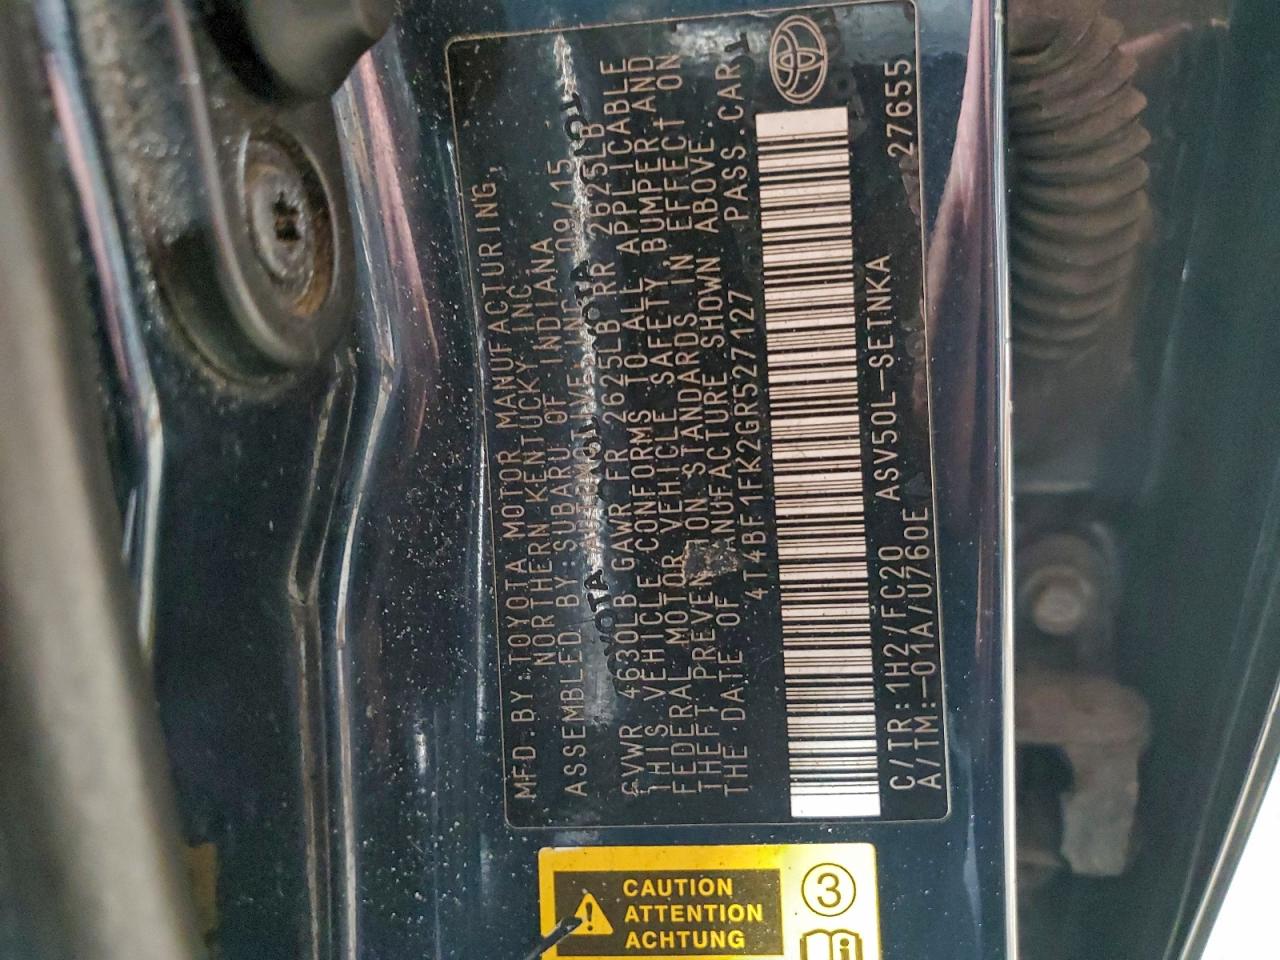 MFD.BY:TOYOTA MOTOR MANUFACTURING,
NORTHERN KENTUCKY INC.
ASSEMBLED BY:SUBARU OF INDIANA
AUTOMOTIVE INC. 09/15
GVWR 4630LB GAWR FR 2625LB RR 2625LB
THIS VEHICLE CONFORMS TO ALL APPLICABLE
FEDERAL MOTOR VEHICLE SAFETY, BUMPER, AND
THEFT PREVENTION STANDARDS IN EFFECT ON
THE DATE OF MANUFACTURE SHOWN ABOVE.
4T4BF1FK2GR527127 PASS.CAR
C/TR:1H2/FC20 ASV50L-SETNKA 27655
A/TM:-01A/U760E
CAUTION
ATTENTION
ACHTUNG
3
i